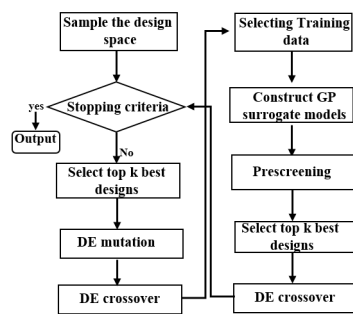 Sample the design
space
Stopping criteria
yes
Output
No
Select top k best
designs
DE mutation
DE crossover
Selecting Training
data
Construct GP
surrogate models
Prescreening
Select top k best
designs
DE crossover